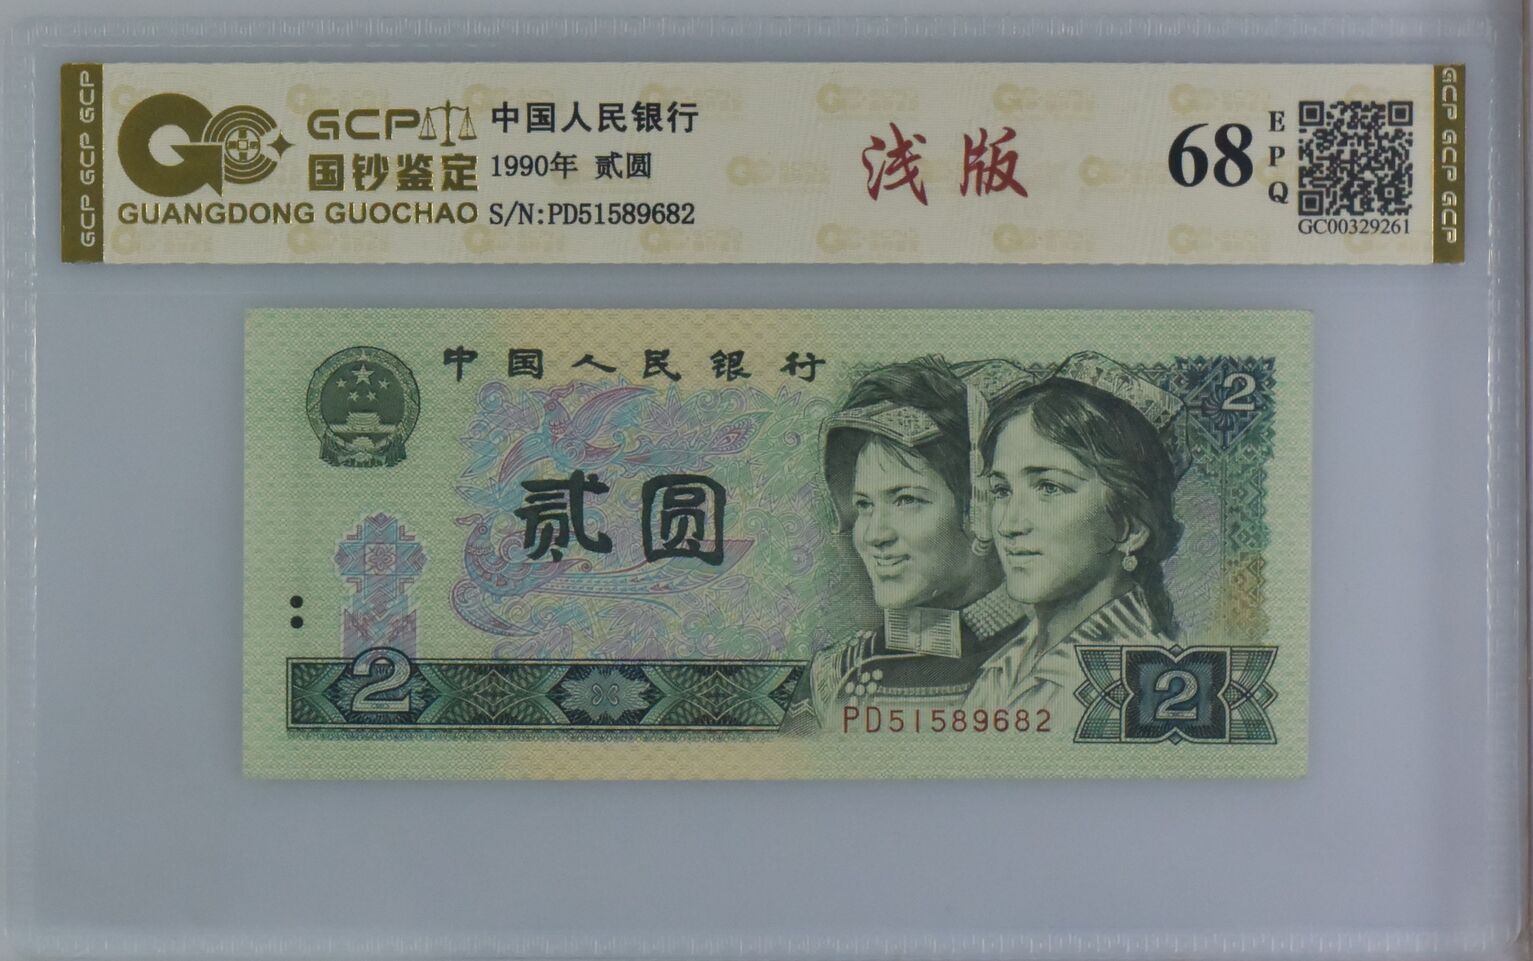 GCP GCP GCP
GCP
国钞鉴定
GUANGDONG GUOCHAO
中国人民银行
1990年 贰圆
S/N:PD51589682
浅版
68
EPQ
GC00329261
GCP GCP GCP
中国人民银行
2
贰圆
2
PD51589682
2